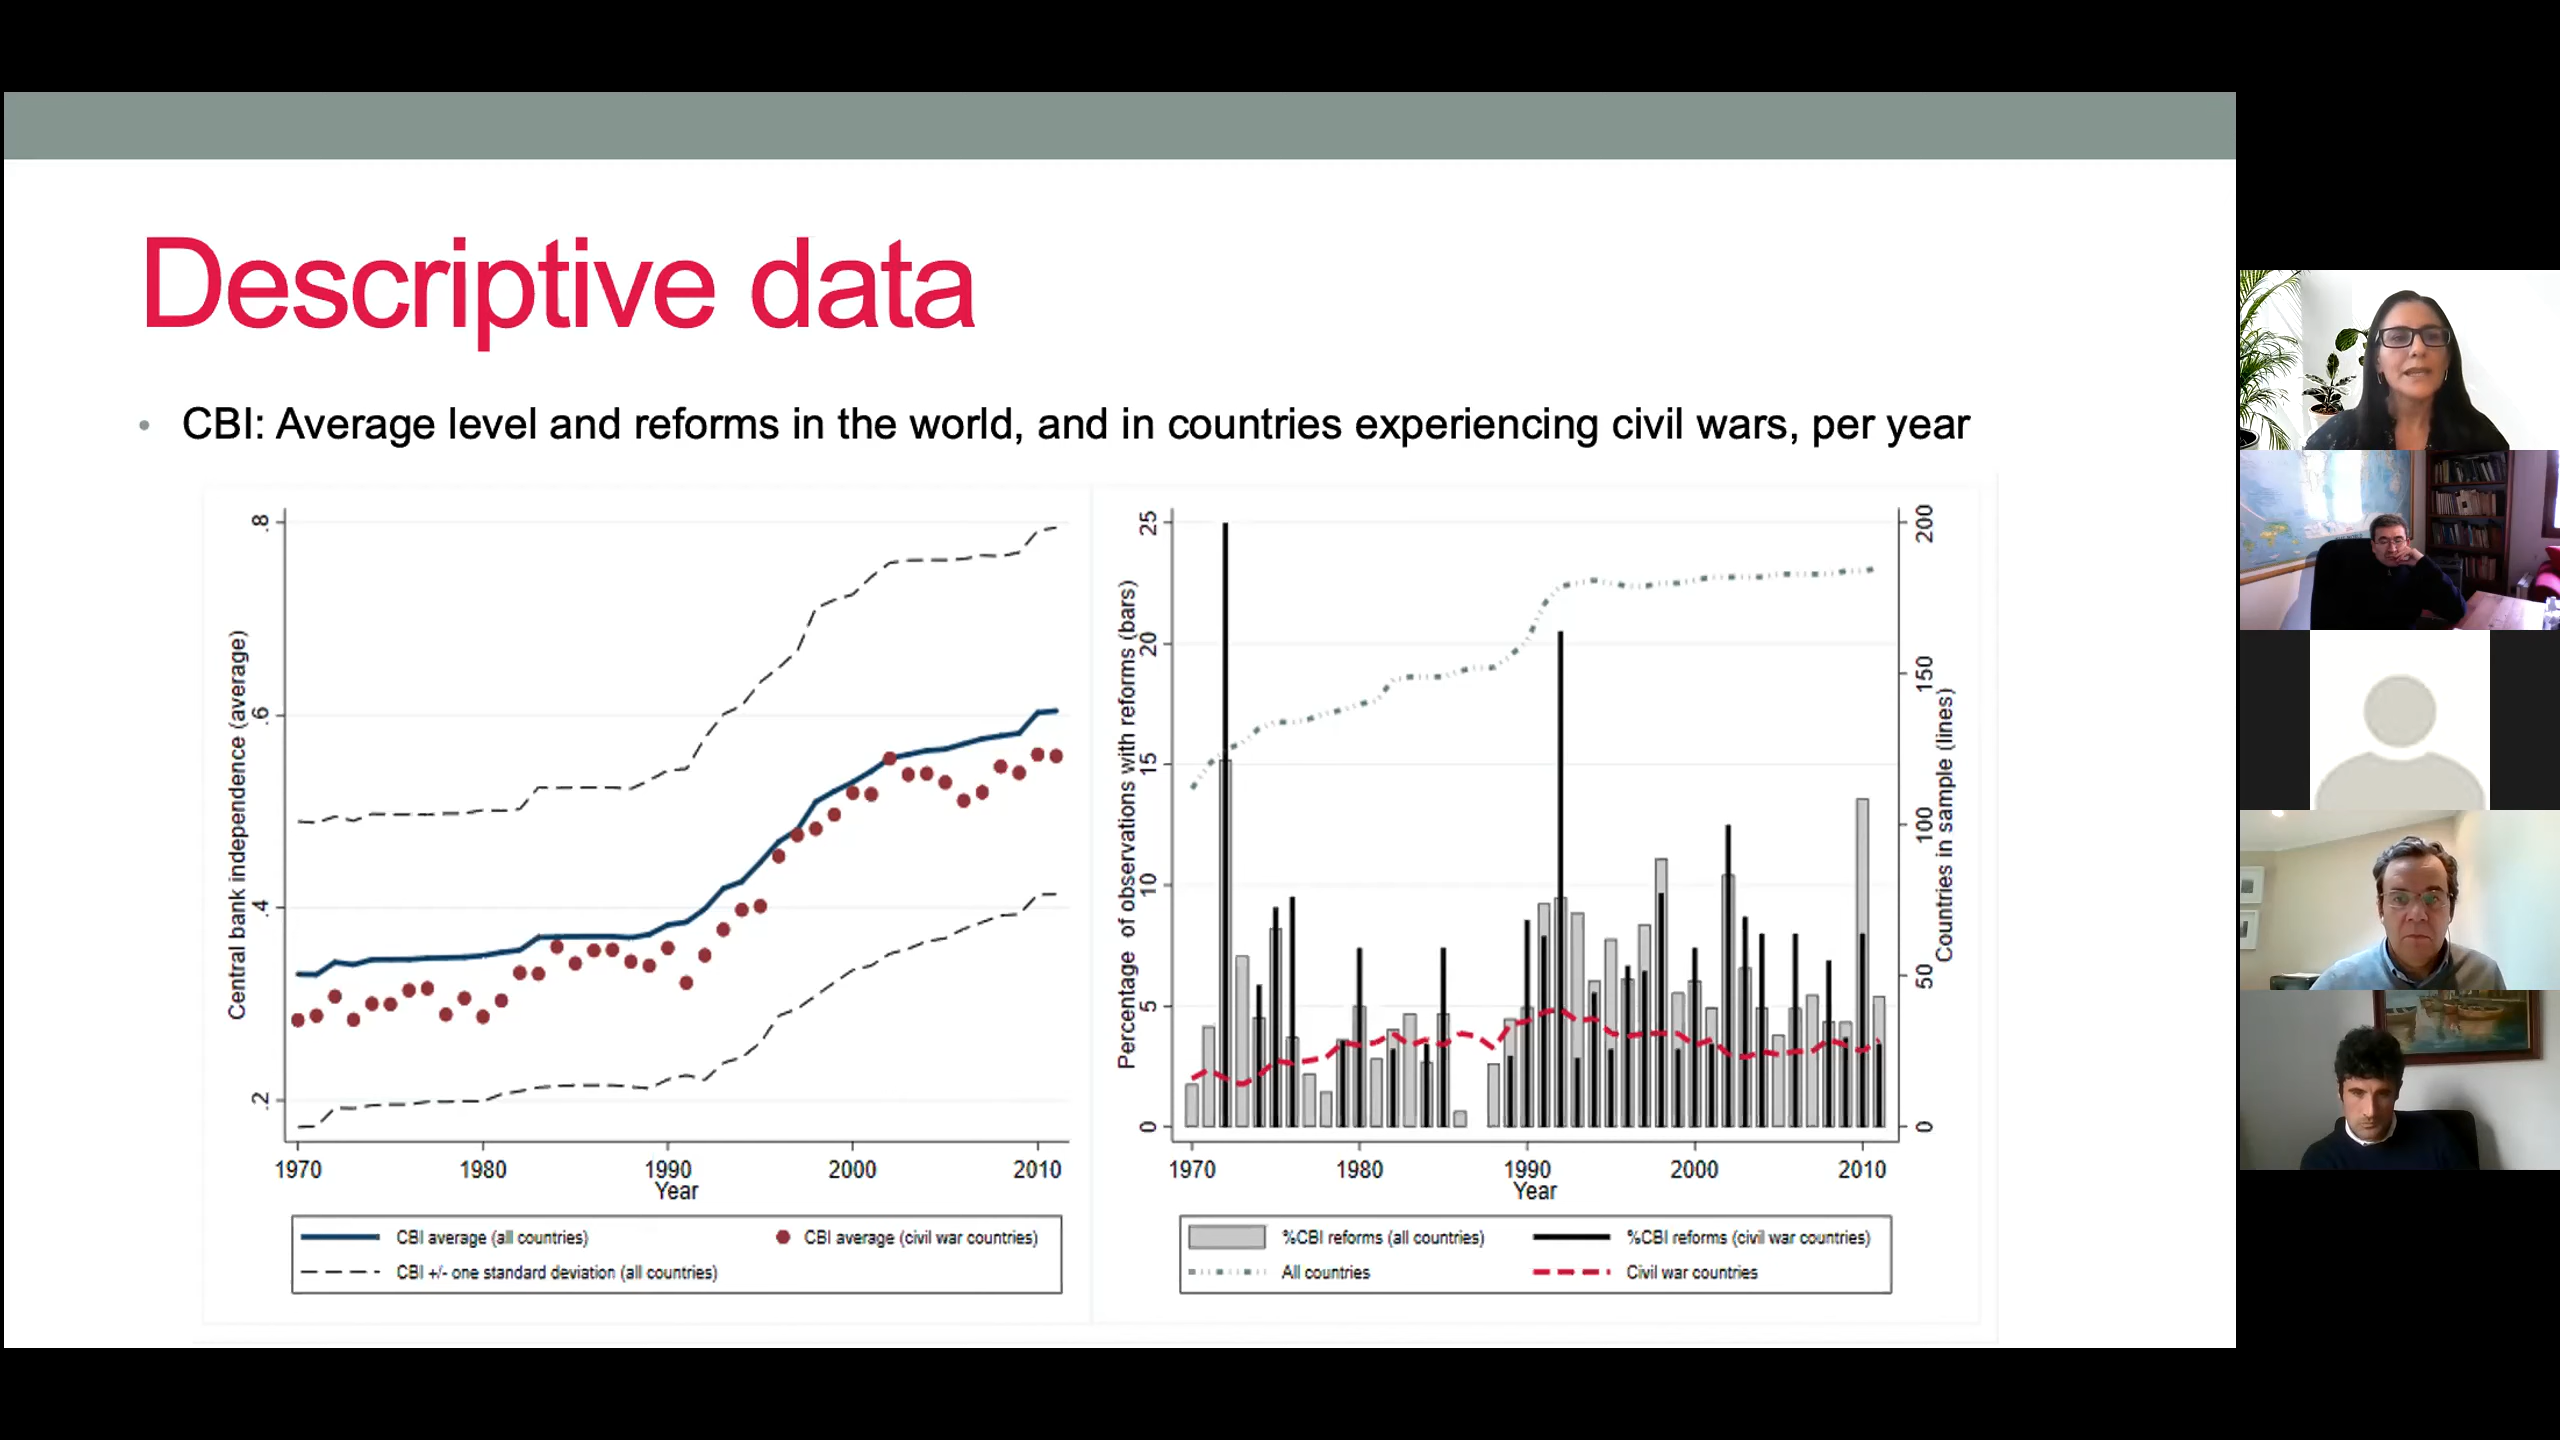 Descriptive data
• CBI: Average level and reforms in the world, and in countries experiencing civil wars, per year
Central bank independence (average)
.8
.6
.4
.2
1970 1980 1990 2000 2010
Year
CBI average (all countries) CBI average (civil war countries)
CBI +/- one standard deviation (all countries)
Percentage of observations with reforms (bars)
25
20
15
10
5
0
200
150
100
50
0
Countries in sample (lines)
1970 1980 1990 2000 2010
Year
%CBI reforms (all countries) %CBI reforms (civil war countries)
All countries Civil war countries